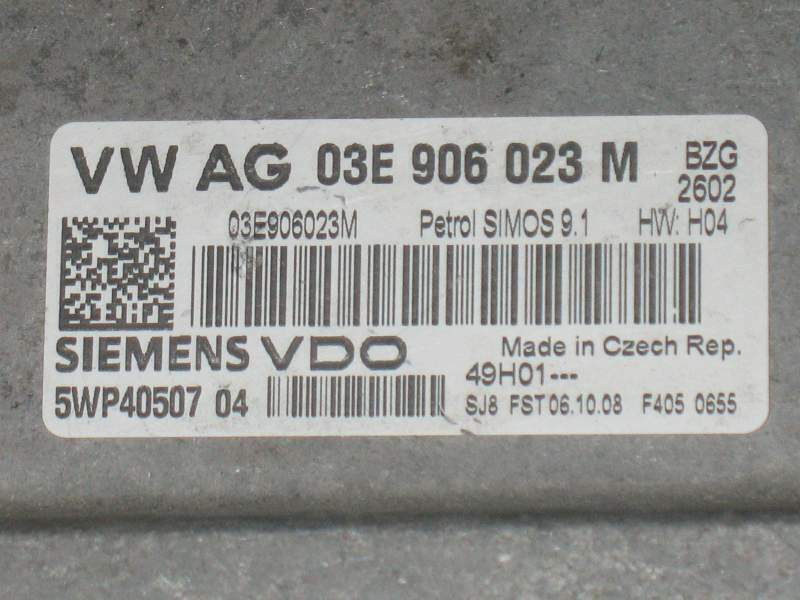 VW AG 03E 906 023 M BZG
2602
03E906023M Petrol SIMOS 9.1 HW: H04
SIEMENS VDO Made in Czech Rep.
49H01---
5WP40507 04 SJ8 FST 06.10.08 F405 0655